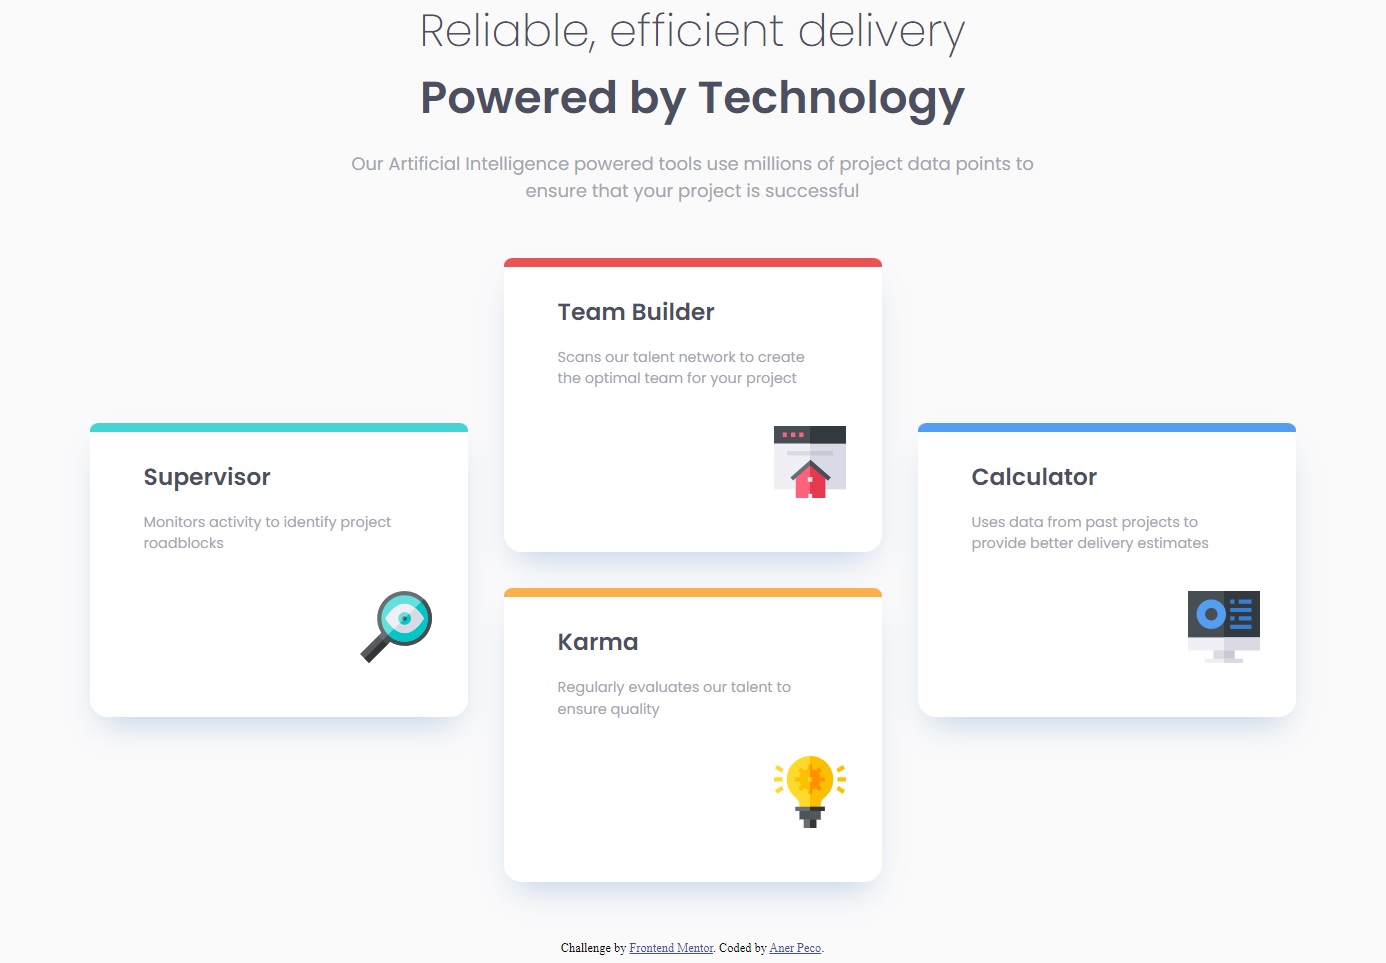 Reliable, efficient delivery
Powered by Technology
Our Artificial Intelligence powered tools use millions of project data points to
ensure that your project is successful
Team Builder
Scans our talent network to create
the optimal team for your project
Supervisor
Monitors activity to identify project
roadblocks
Calculator
Uses data from past projects to
provide better delivery estimates
Karma
Regularly evaluates our talent to
ensure quality
Challenge by Frontend Mentor. Coded by Aner Peco.